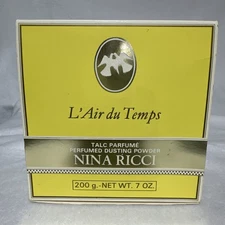 L'Air du Temps
TALC PARFUMÉ
PERFUMED DUSTING POWDER
NINA RICCI
200 g.-NET WT. 7 OZ.